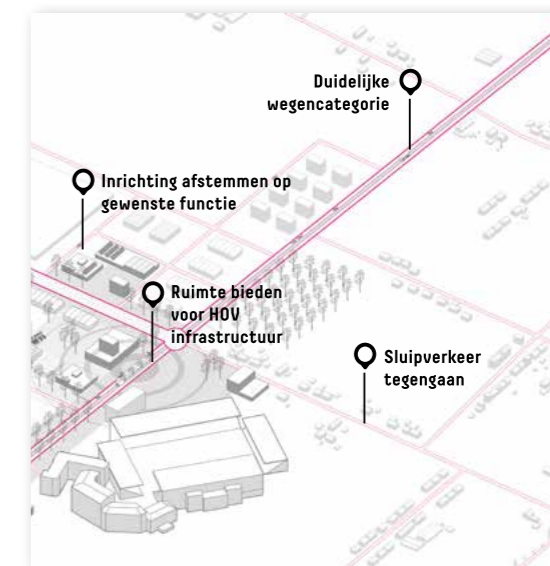 Duidelijke
wegencategorie
Inrichting afstemmen op
gewenste functie
Ruimte bieden
voor HOV
infrastructuur
Sluipverkeer
tegengaan